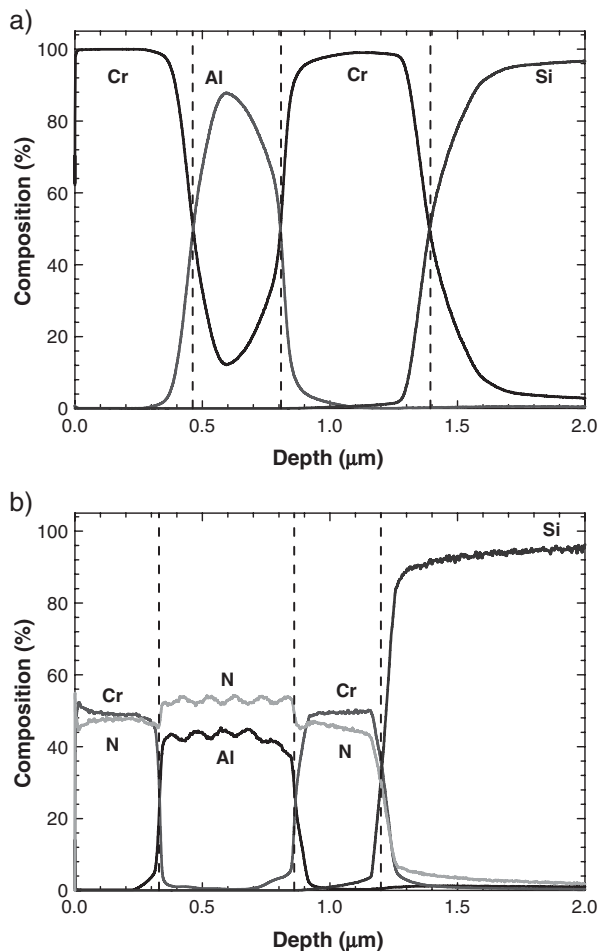 a)
100
80
60
40
20
0
Composition (%)
Cr
Al
Cr
Si
0.0 0.5 1.0 1.5 2.0
Depth (μm)
b)
100
80
60
40
20
0
Composition (%)
Si
Cr
N
N
Al
Cr
N
0.0 0.5 1.0 1.5 2.0
Depth (μm)